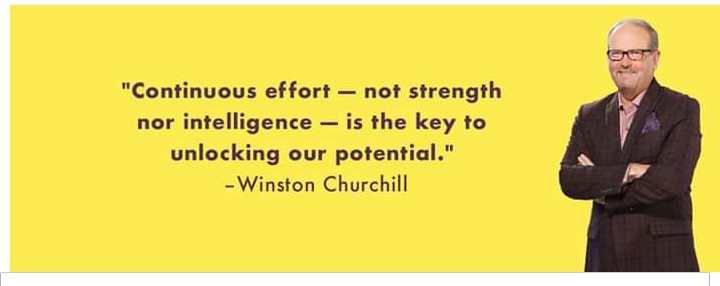 "Continuous effort — not strength
nor intelligence — is the key to
unlocking our potential."
–Winston Churchill